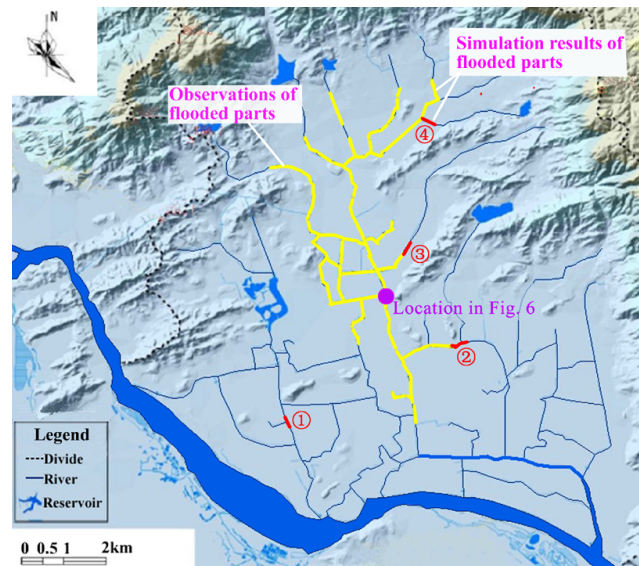 N
Simulation results of
flooded parts
Observations of
flooded parts
④
③
Location in Fig. 6
②
①
Legend
Divide
River
Reservoir
0 0.5 1 2km